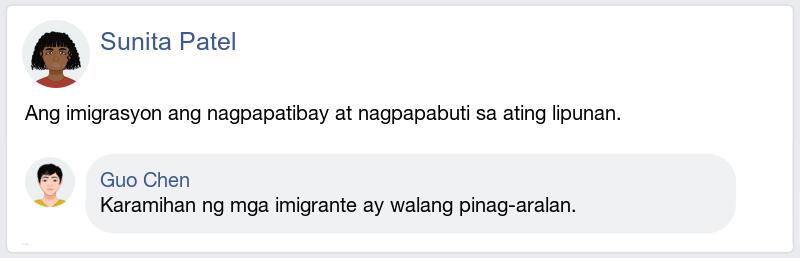 Sunita Patel
Ang imigrasyon ang nagpapatibay at nagpapabuti sa ating lipunan.
Guo Chen
Karamihan ng mga imigrante ay walang pinag-aralan.